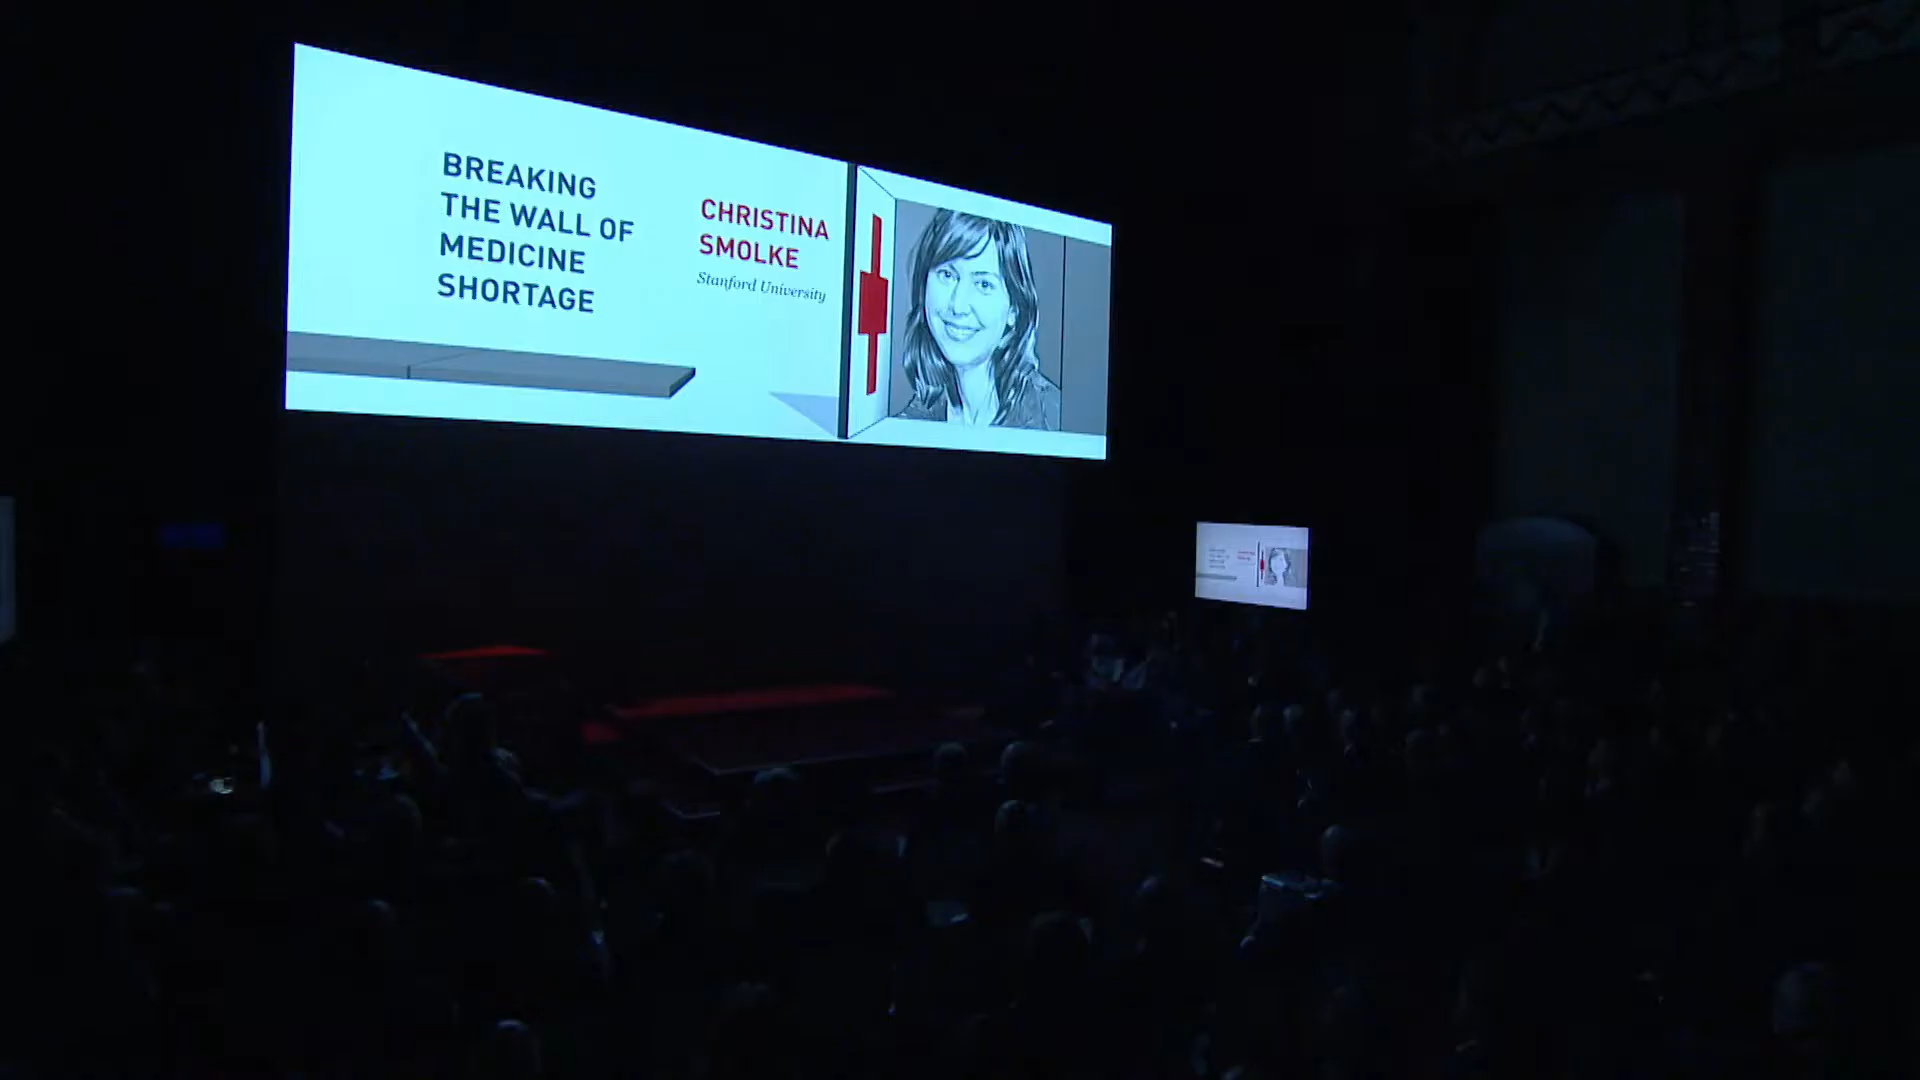 BREAKING
THE WALL OF
MEDICINE
SHORTAGE
CHRISTINA
SMOLKE
Stanford University